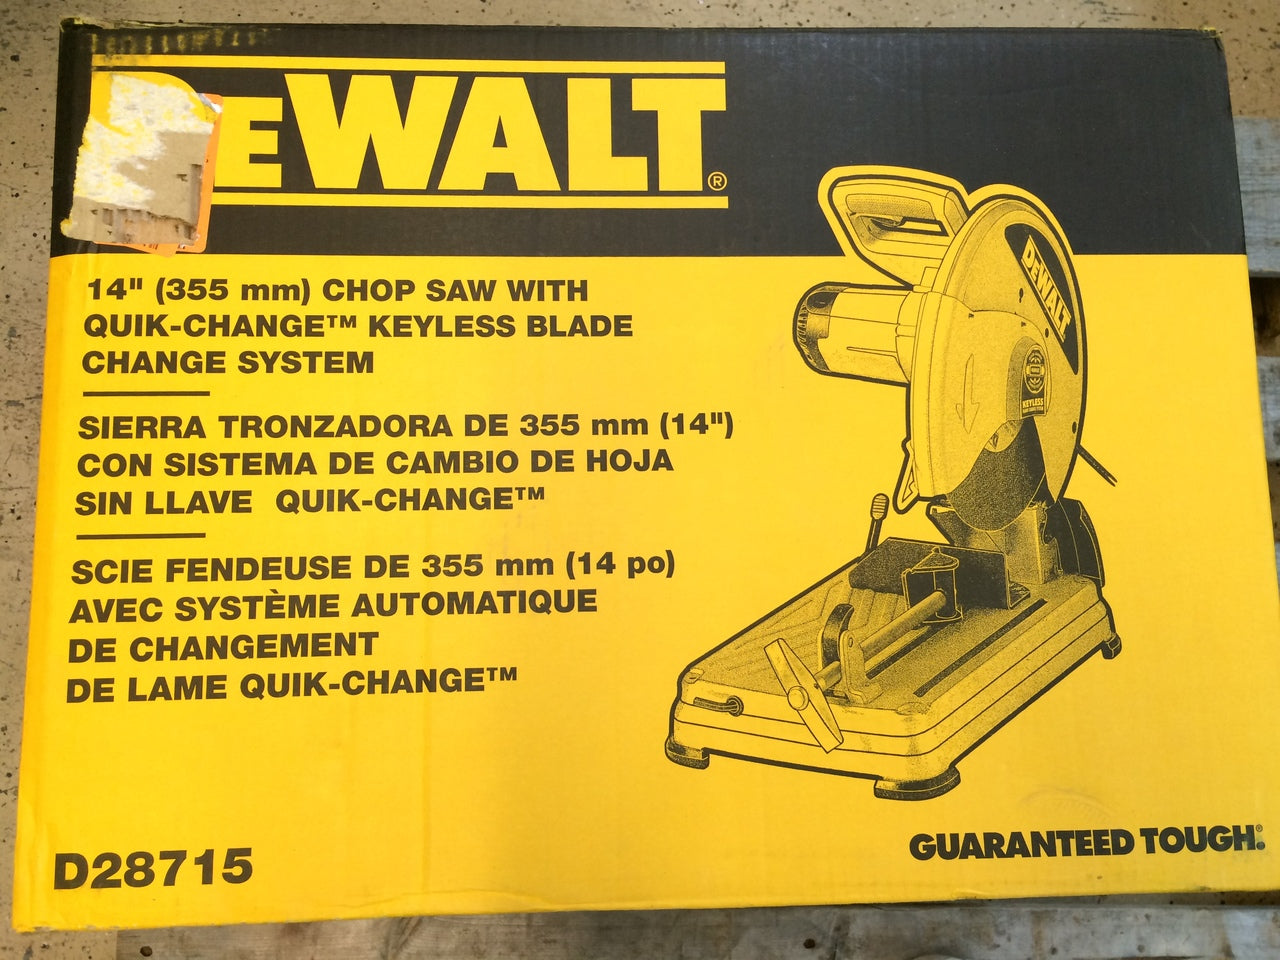 DEWALT®
14" (355 mm) CHOP SAW WITH
QUIK-CHANGE™ KEYLESS BLADE
CHANGE SYSTEM
SIERRA TRONZADORA DE 355 mm (14")
CON SISTEMA DE CAMBIO DE HOJA
SIN LLAVE QUIK-CHANGE™
SCIE FENDEUSE DE 355 mm (14 po)
AVEC SYSTÈME AUTOMATIQUE
DE CHANGEMENT
DE LAME QUIK-CHANGE™
DEWALT
KEYLESS
D28715
GUARANTEED TOUGH®.